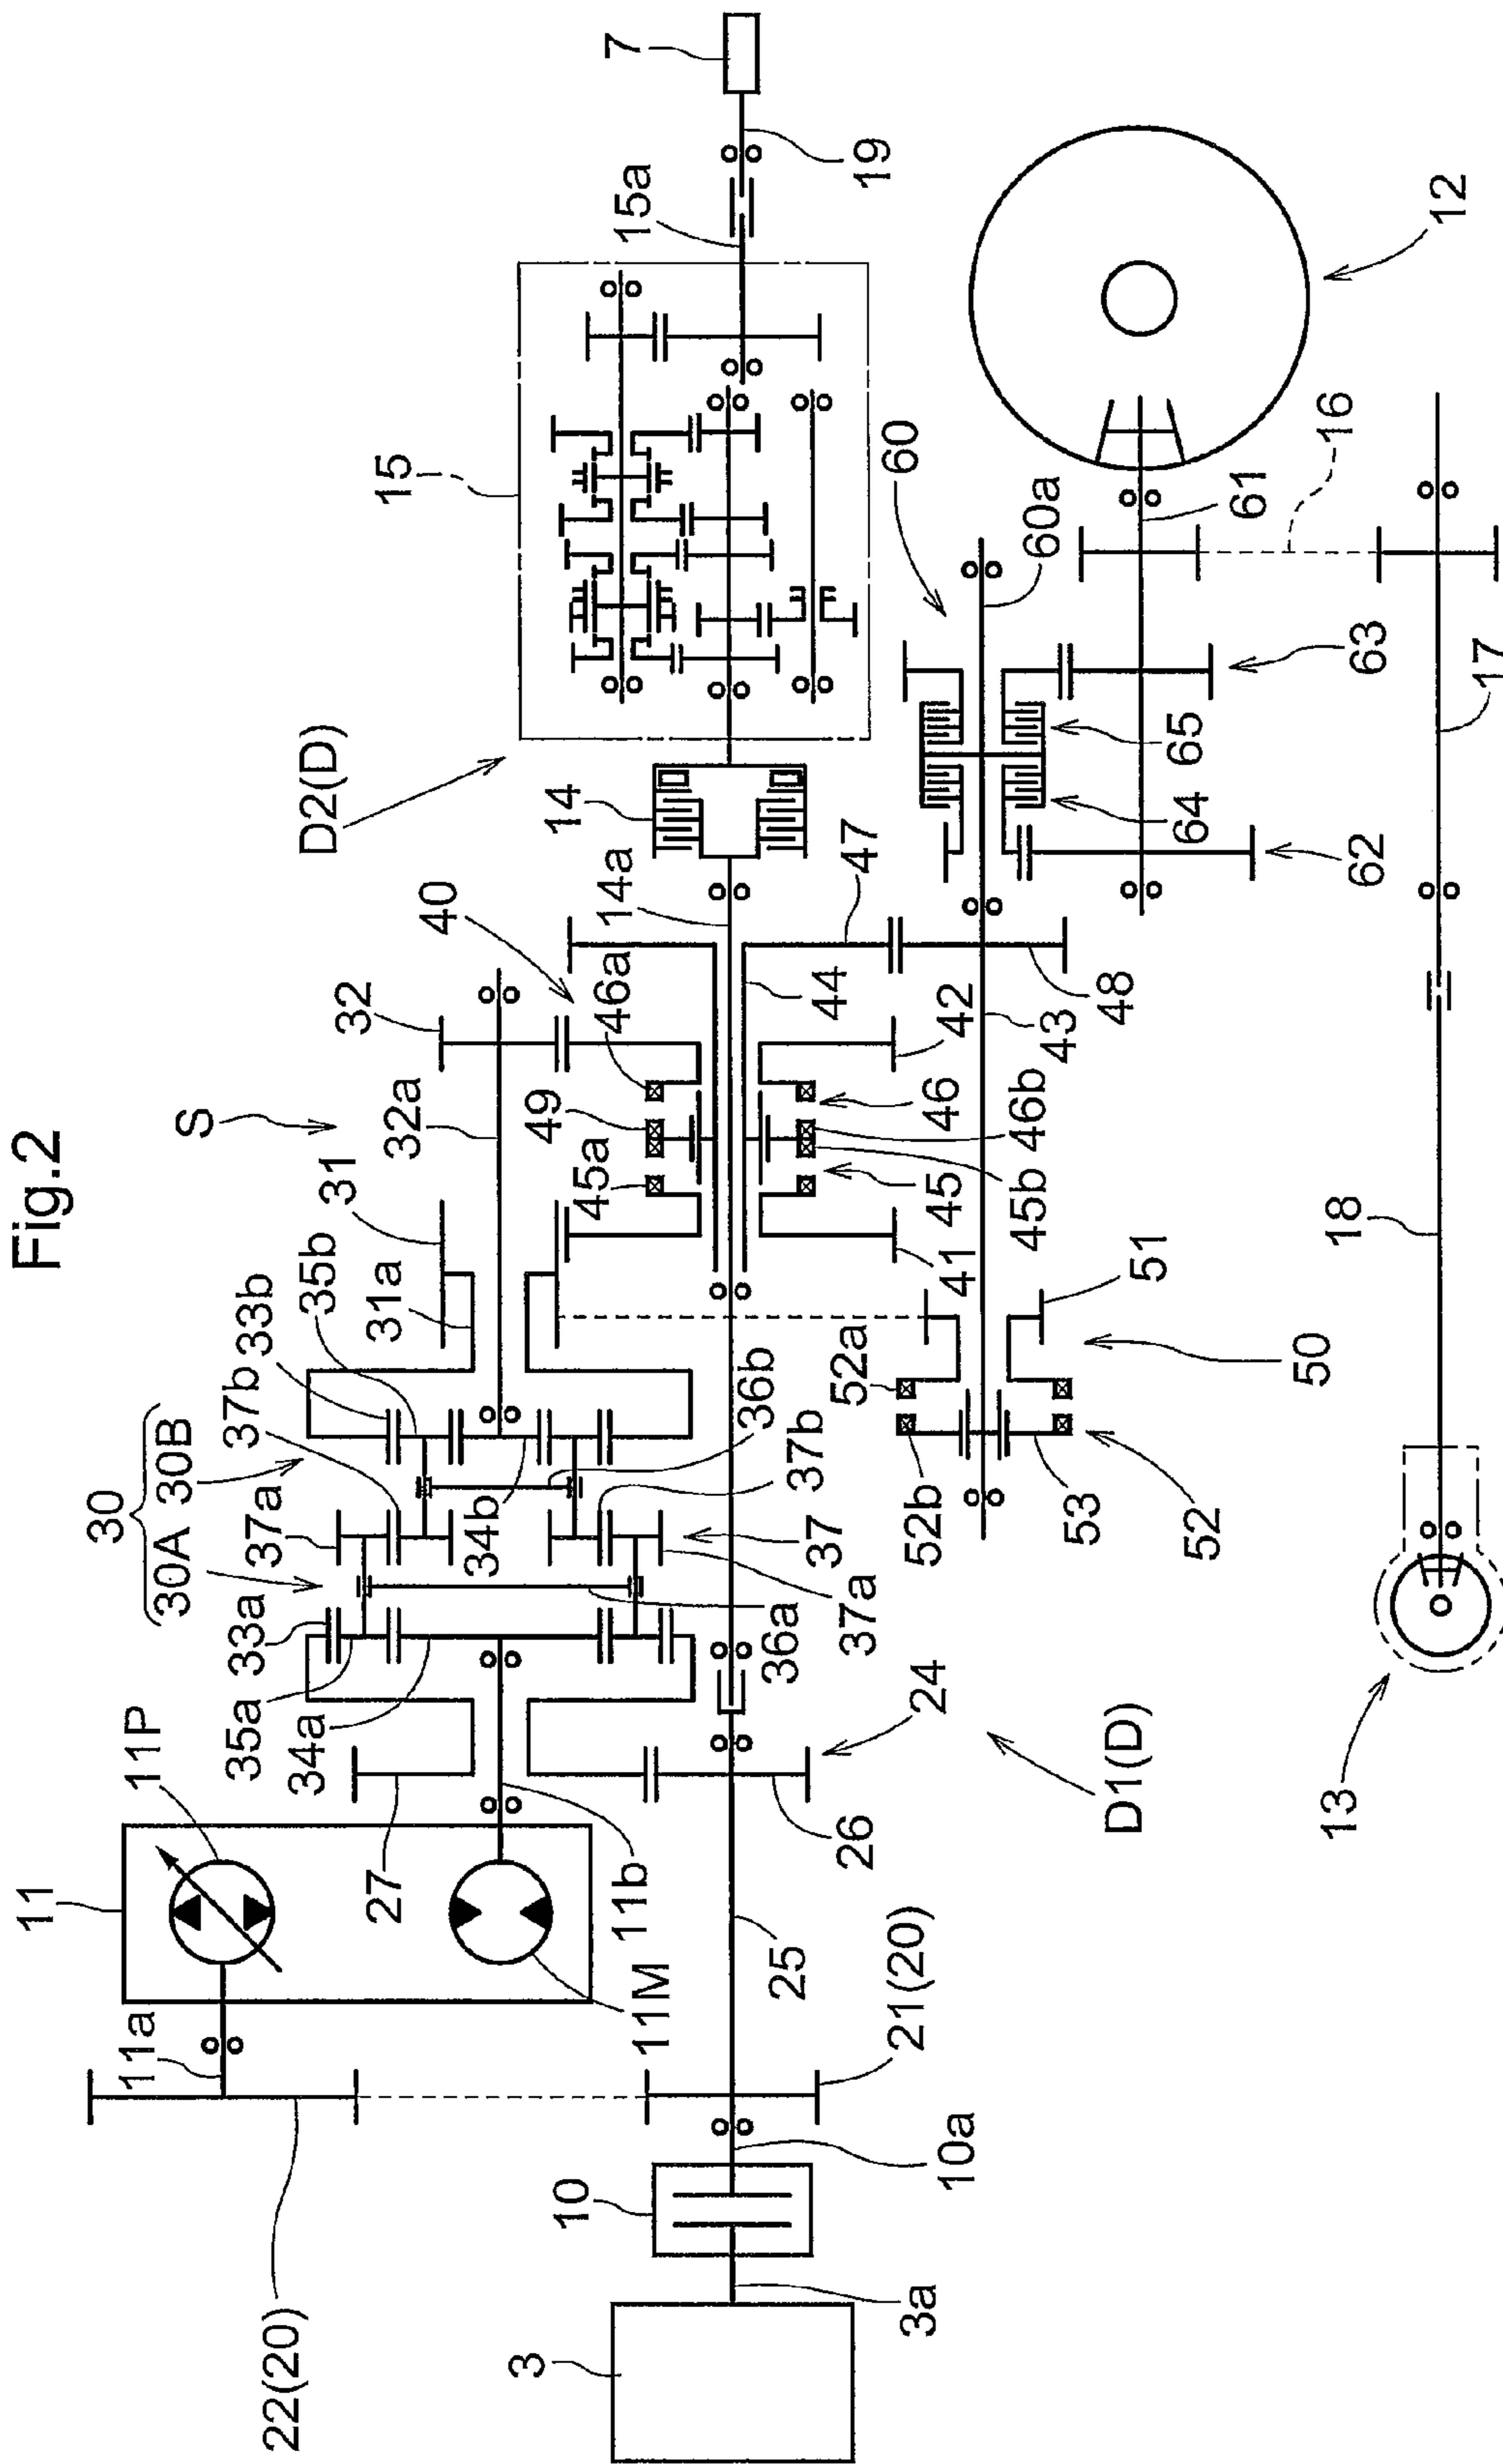 Fig.2
S
D2(D)
15
7
15a
19
40
14
14a
47
44
42
43
48
60
60a
12
16
61
63
65
64
62
17
18
30
30A
30B
37b
33b
35b
31a
31
32a
32
46a
49
45a
46
46b
45
45b
41
51
50
52a
52b
53
52
36b
37b
34b
37a
37
37a
36a
33a
35a
34a
24
D1(D)
13
11
11P
27
11b
26
25
11M
11a
21(20)
22(20)
10
10a
3
3a